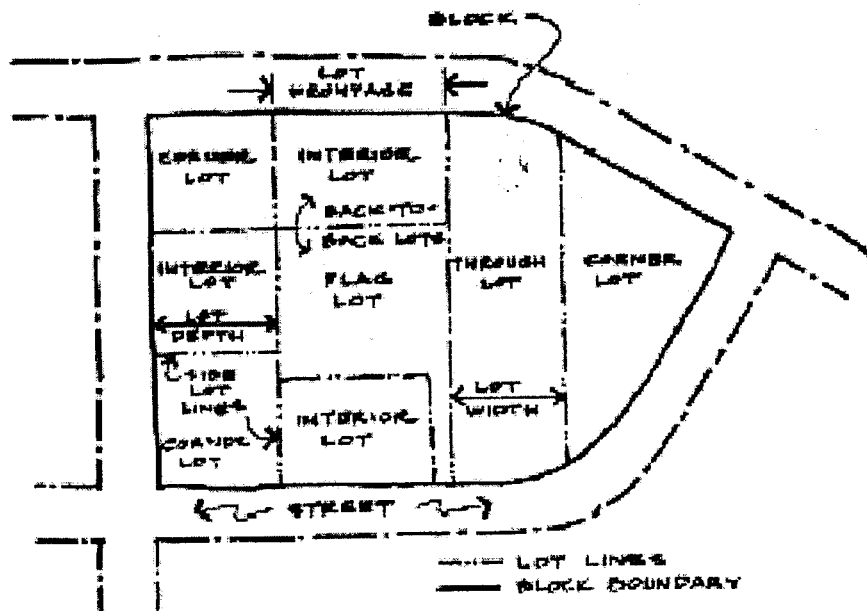 BLOCK
LOT
FRONTAGE
CORNER
LOT
INTERIOR
LOT
BACK-TO-
BACK LOTS
INTERIOR
LOT
FLAG
LOT
THROUGH
LOT
CORNER
LOT
LOT
DEPTH
SIDE
LOT
LINES
LOT
WIDTH
CORNER
LOT
INTERIOR
LOT
STREET
LOT LINES
BLOCK BOUNDARY